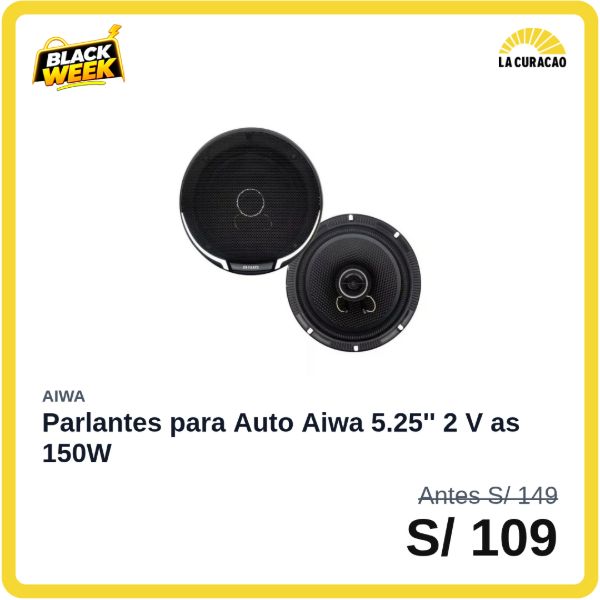 BLACK
WEEK
LA CURACAO
AIWA
Parlantes para Auto Aiwa 5.25" 2 V as
150W
Antes S/ 149
S/ 109